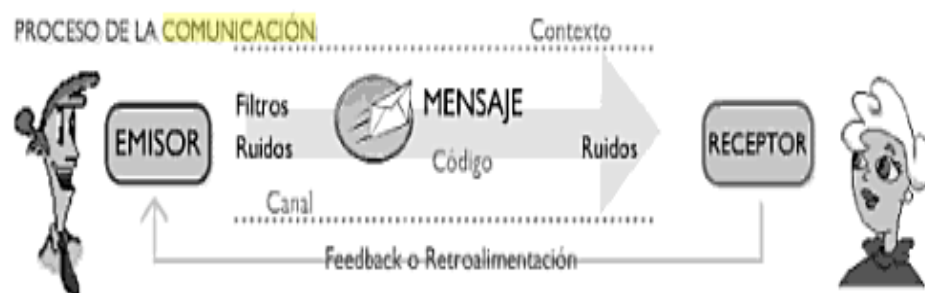 PROCESO DE LA COMUNICACIÓN
Contexto
EMISOR
Filtros
Ruidos
MENSAJE
Código
Ruidos
RECEPTOR
Canal
Feedback o Retroalimentación